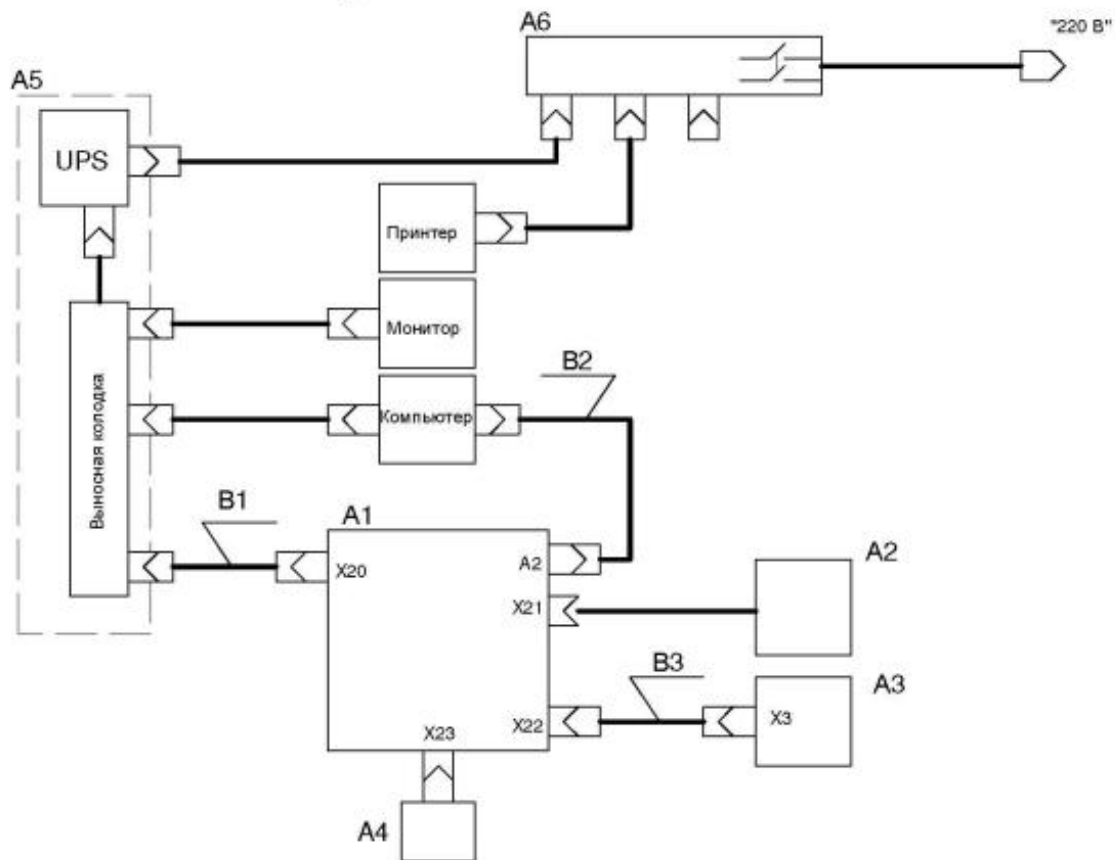 A6
"220 В"
A5
UPS
Принтер
Монитор
B2
Компьютер
Выносная колодка
B1
A1
X20
A2
A2
X21
B3
A3
X3
X22
X23
A4